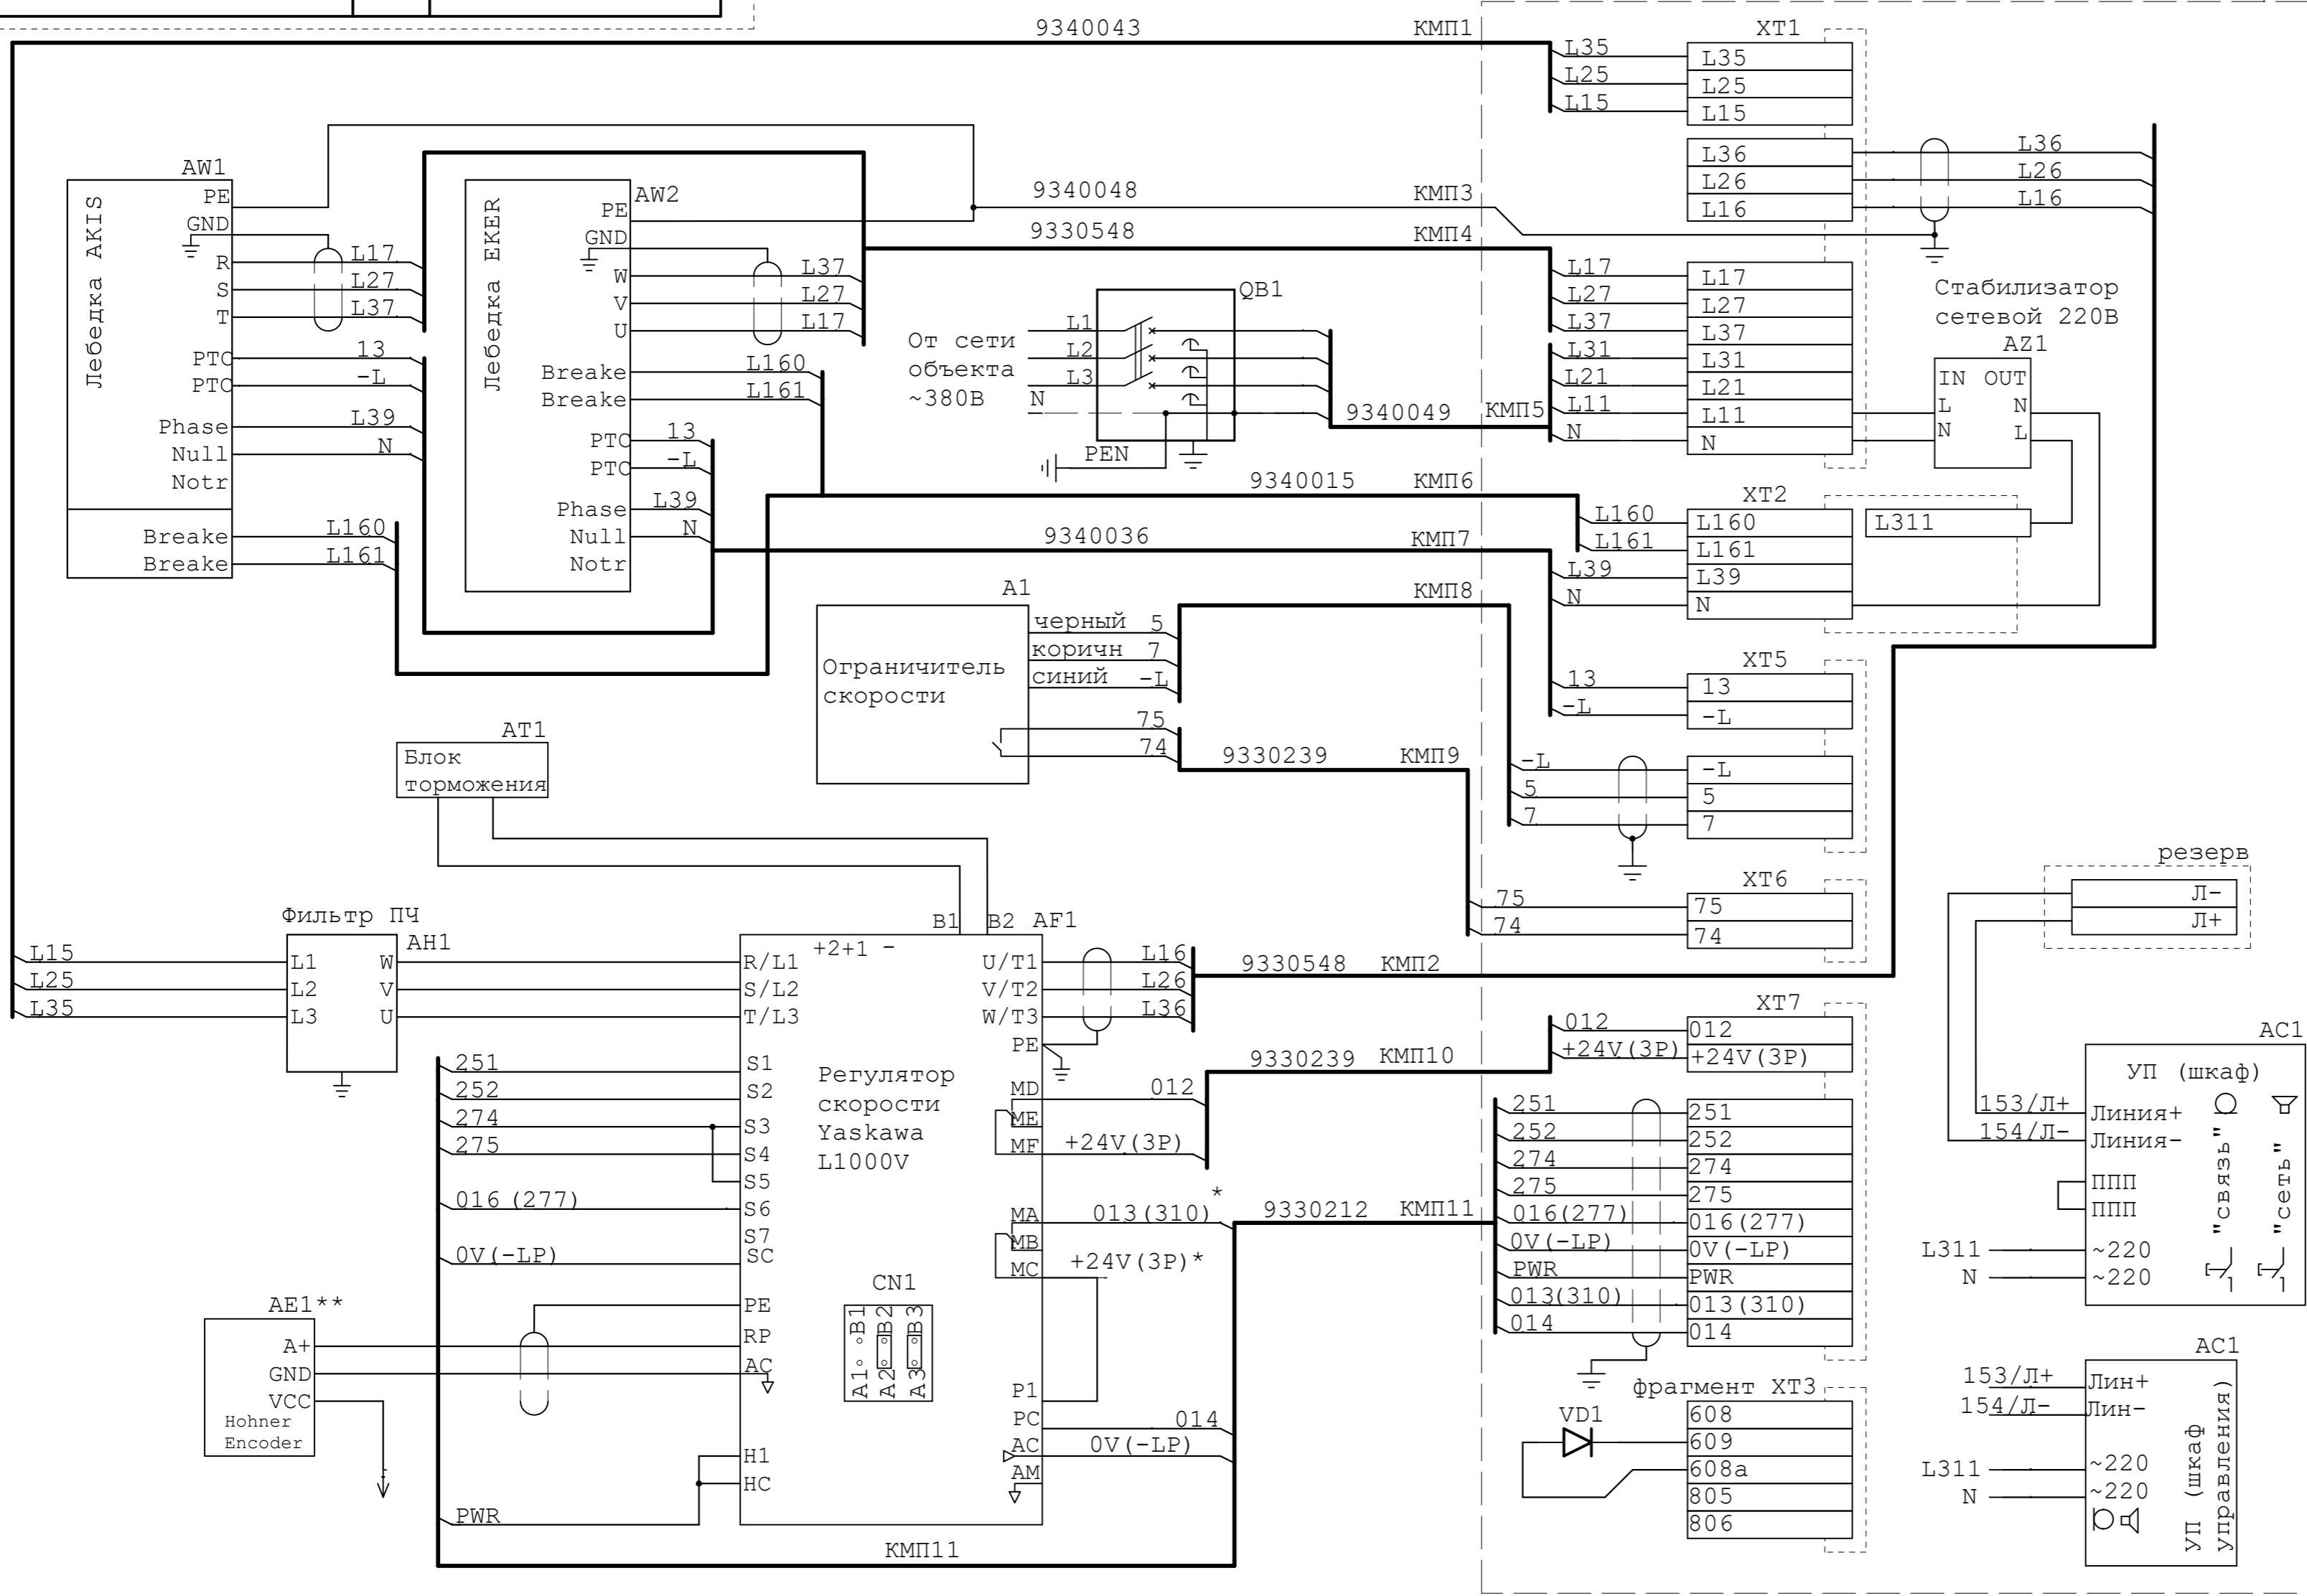 9340043
КМП1
XT1
L35
L25
L15
L35
L25
L15
L36
L26
L16
L36
L26
L16
AW1
Лебедка AKIS
PE
GND
R
S
T
L17
L27
L37
PTC
PTC
13
-L
Phase
Null
Notr
L39
N
Breake
Breake
L160
L161
AW2
Лебедка EKER
PE
GND
W
V
U
L37
L27
L17
Breake
Breake
L160
L161
PTC
PTC
13
-L
Phase
Null
Notr
L39
N
9340048
КМП3
9330548
КМП4
От сети
объекта
~380В
L1
L2
L3
N
QB1
PEN
9340049
КМП5
L17
L27
L37
L31
L21
L11
N
L17
L27
L37
L31
L21
L11
N
Стабилизатор
сетевой 220В
AZ1
IN OUT
L N
N L
9340015
КМП6
9340036
КМП7
XT2
L160
L161
L39
N
L160
L161
L39
N
L311
A1
Ограничитель
скорости
черный 5
коричн 7
синий -L
75
74
КМП8
9330239
КМП9
XT5
13
-L
13
-L
-L
5
7
-L
5
7
XT6
75
74
75
74
AT1
Блок
торможения
Фильтр ПЧ
AH1
L15
L25
L35
L1 W
L2 V
L3 U
B1 B2 AF1
+2+1 -
R/L1
S/L2
T/L3
U/T1
V/T2
W/T3
PE
L16
L26
L36
9330548
КМП2
Регулятор
скорости
Yaskawa
L1000V
251
252
274
275
016(277)
0V(-LP)
S1
S2
S3
S4
S5
S6
S7
SC
PE
RP
AC
H1
HC
PWR
MD
ME
MF
012
+24V(3P)
9330239
КМП10
MA
MB
MC
013(310)
*
+24V(3P)*
9330212
КМП11
P1
PC
AC
AM
014
0V(-LP)
CN1
A1 B1
A2 B2
A3 B3
AE1**
A+
GND
VCC
Hohner
Encoder
КМП11
XT7
012
+24V(3P)
012
+24V(3P)
251
252
274
275
016(277)
0V(-LP)
PWR
013(310)
014
251
252
274
275
016(277)
0V(-LP)
PWR
013(310)
014
фрагмент XT3
VD1
608
609
608а
805
806
резерв
Л-
Л+
AC1
УП (шкаф)
153/Л+
154/Л-
Линия+
Линия-
ППП
ППП
L311
N
~220
~220
"связь"
"сеть"
AC1
153/Л+
154/Л-
Лин+
Лин-
L311
N
~220
~220
УП (шкаф
управления)